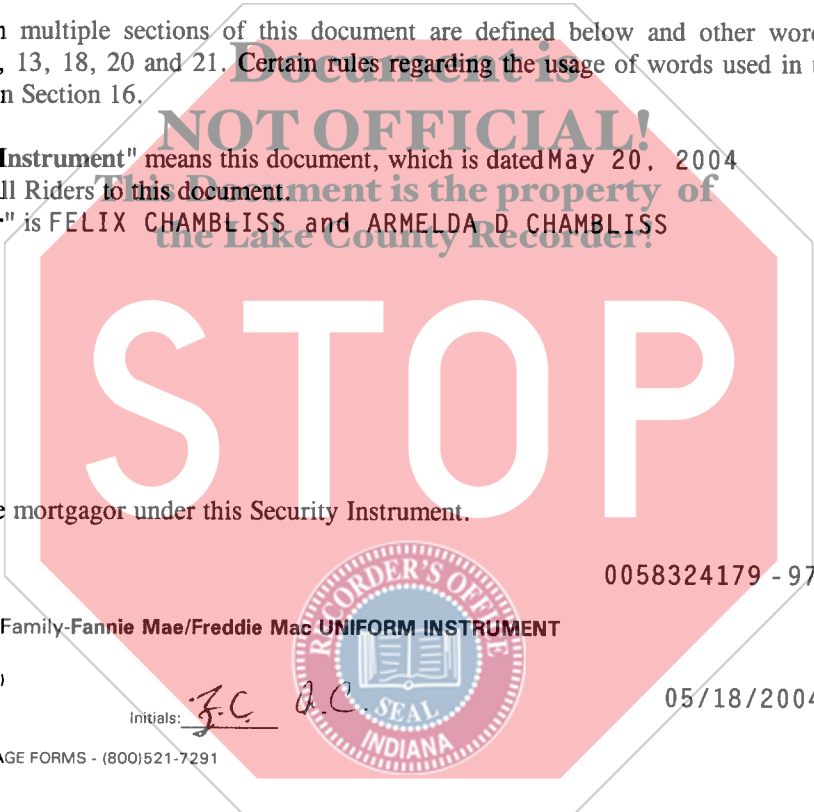 multiple sections of this document are defined below and other
Document is
, 13, 18, 20 and 21. Certain rules regarding the usage of words used in
n Section 16.
NOT OFFICIAL!
Instrument" means this document, which is dated May 20, 2004
ll Riders to this document.
This Document is the property of
" is FELIX CHAMBLISS and ARMELDA D CHAMBLISS
the Lake County Recorder!
STOP
mortgagor under this Security Instrument.
0058324179 - 97
RECORDER'S OFFICE
Family-Fannie Mae/Freddie Mac UNIFORM INSTRUMENT
)
Initials: F.C A.C.
05/18/2004
SEAL
INDIANA
AGE FORMS - (800)521-7291